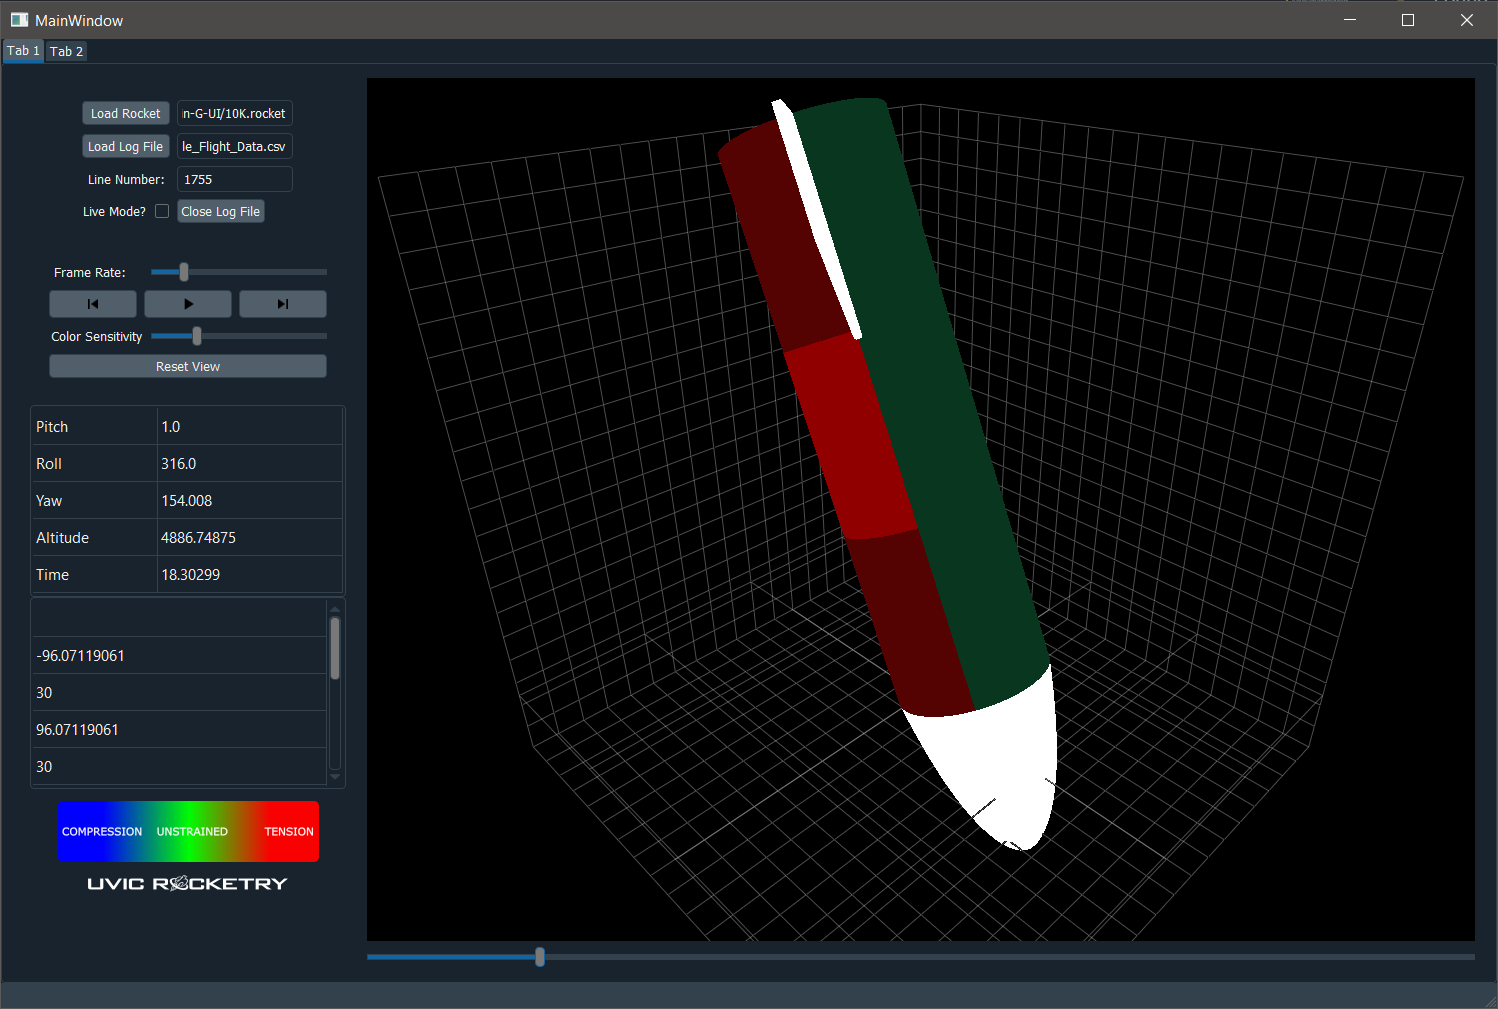 MainWindow
Tab 1 Tab 2
Load Rocket n-G-UI/10K.rocket
Load Log File le_Flight_Data.csv
Line Number: 1755
Live Mode? Close Log File
Frame Rate:
Color Sensitivity
Reset View
Pitch 1.0
Roll 316.0
Yaw 154.008
Altitude 4886.74875
Time 18.30299
-96.07119061
30
96.07119061
30
COMPRESSION UNSTRAINED TENSION
UVIC ROCKETRY